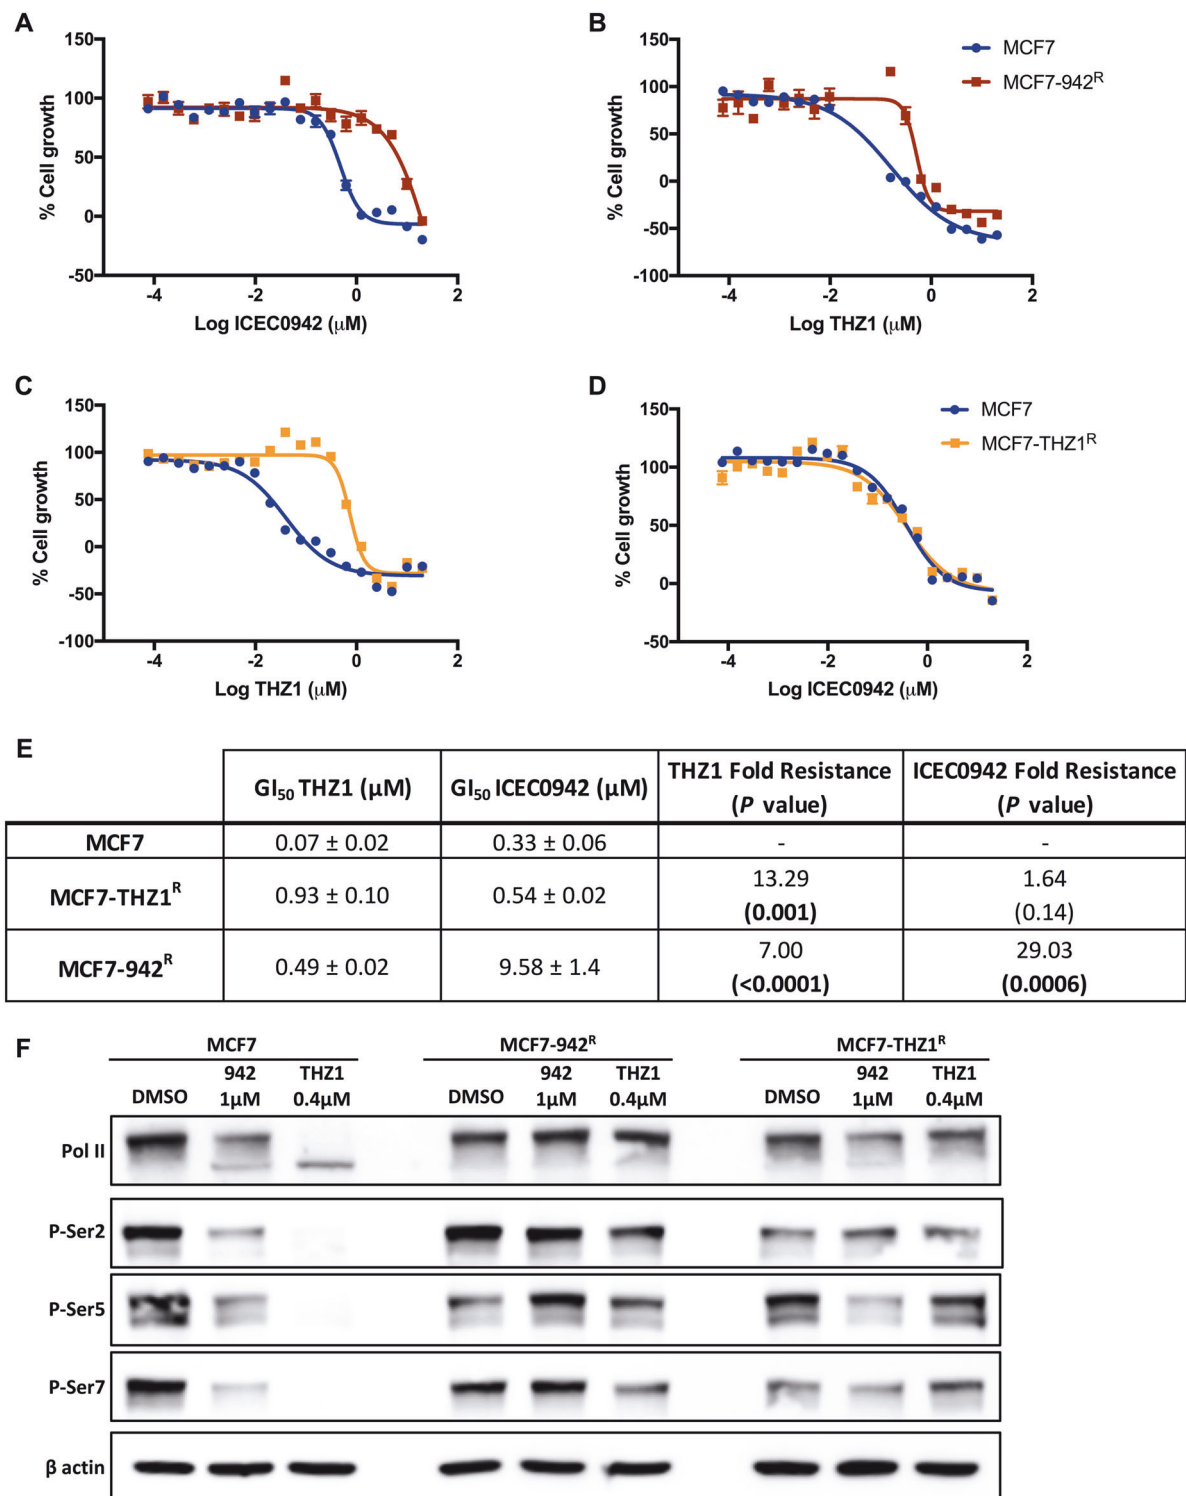 A
150
100
50
0
-50
-4
-2
0
2
% Cell growth
Log ICEC0942 (μM)
B
150
100
50
0
-50
-100
-4
-2
0
2
% Cell growth
Log THZ1 (μM)
MCF7
MCF7-942ᴿ
C
150
100
50
0
-50
-100
-4
-2
0
2
% Cell growth
Log THZ1 (μM)
D
150
100
50
0
-50
-4
-2
0
2
% Cell growth
Log ICEC0942 (μM)
MCF7
MCF7-THZ1ᴿ
E
GI₅₀ THZ1 (μM)
GI₅₀ ICEC0942 (μM)
THZ1 Fold Resistance
(P value)
ICEC0942 Fold Resistance
(P value)
MCF7
0.07 ± 0.02
0.33 ± 0.06
-
-
MCF7-THZ1ᴿ
0.93 ± 0.10
0.54 ± 0.02
13.29
(0.001)
1.64
(0.14)
MCF7-942ᴿ
0.49 ± 0.02
9.58 ± 1.4
7.00
(<0.0001)
29.03
(0.0006)
F
MCF7
MCF7-942ᴿ
MCF7-THZ1ᴿ
DMSO
942
1μM
THZ1
0.4μM
DMSO
942
1μM
THZ1
0.4μM
DMSO
942
1μM
THZ1
0.4μM
Pol II
P-Ser2
P-Ser5
P-Ser7
β actin